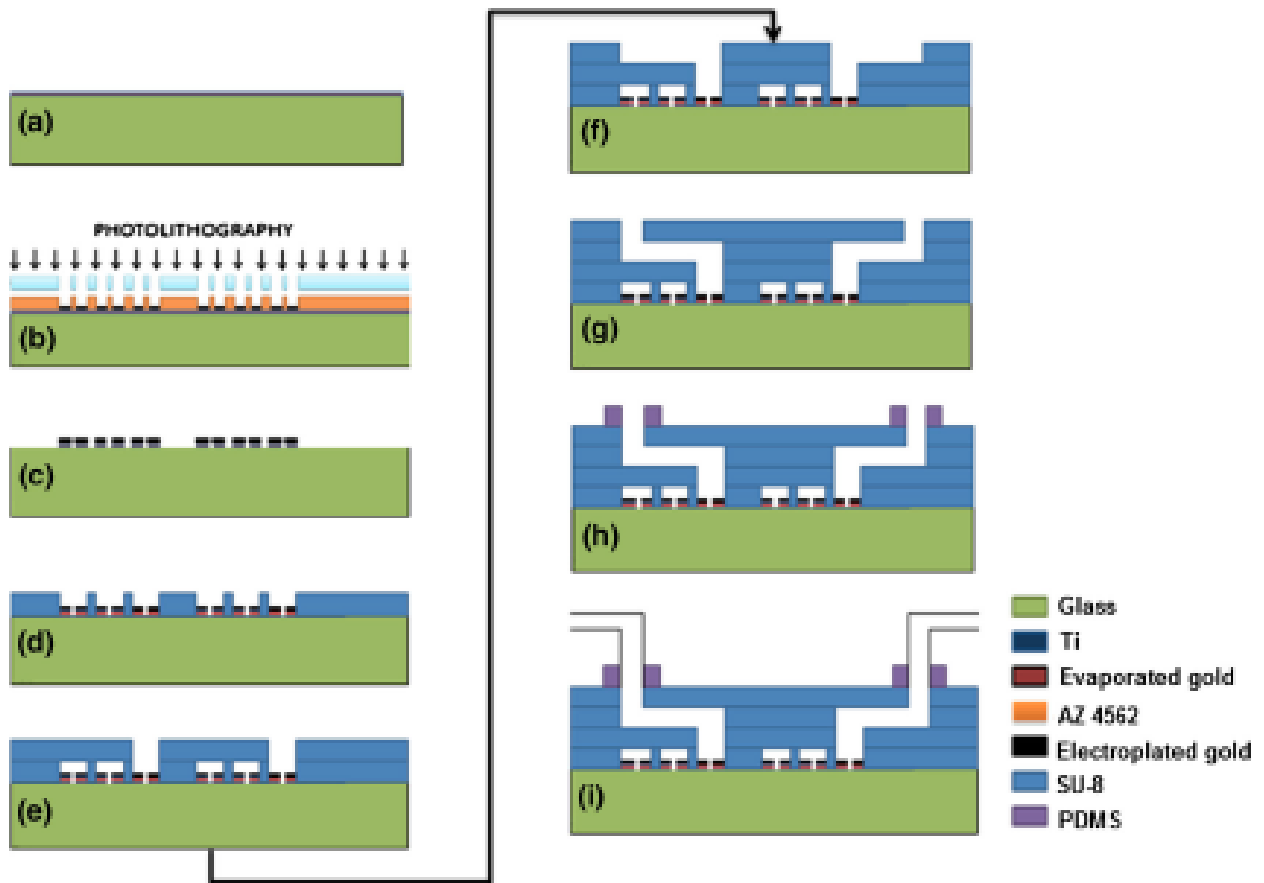 (a)
PHOTOLITHOGRAPHY
(b)
(c)
(d)
(e)
(f)
(g)
(h)
(i)
Glass
Ti
Evaporated gold
AZ 4562
Electroplated gold
SU-8
PDMS